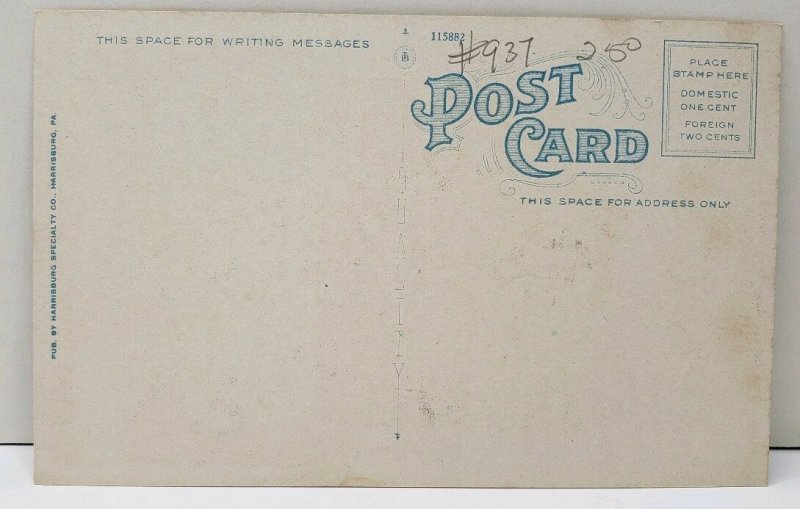 THIS SPACE FOR WRITING MESSAGES
115882
#937
250
POST
CARD
PLACE
STAMP HERE
DOMESTIC
ONE CENT
FOREIGN
TWO CENTS
THIS SPACE FOR ADDRESS ONLY
PUB. BY HARRISBURG SPECIALTY CO., HARRISBURG, PA.